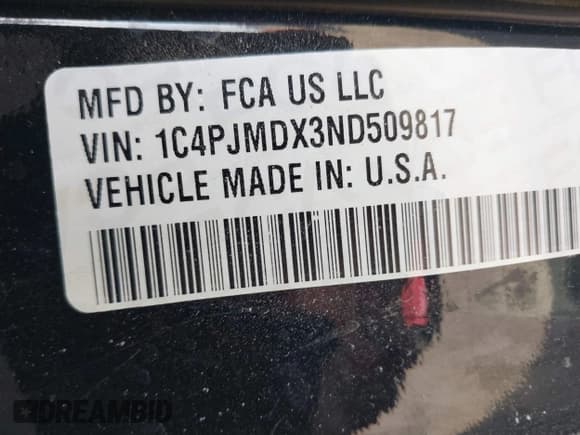 MFD BY: FCA US LLC
VIN: 1C4PJMDX3ND509817
VEHICLE MADE IN: U.S.A.
DREAMBID